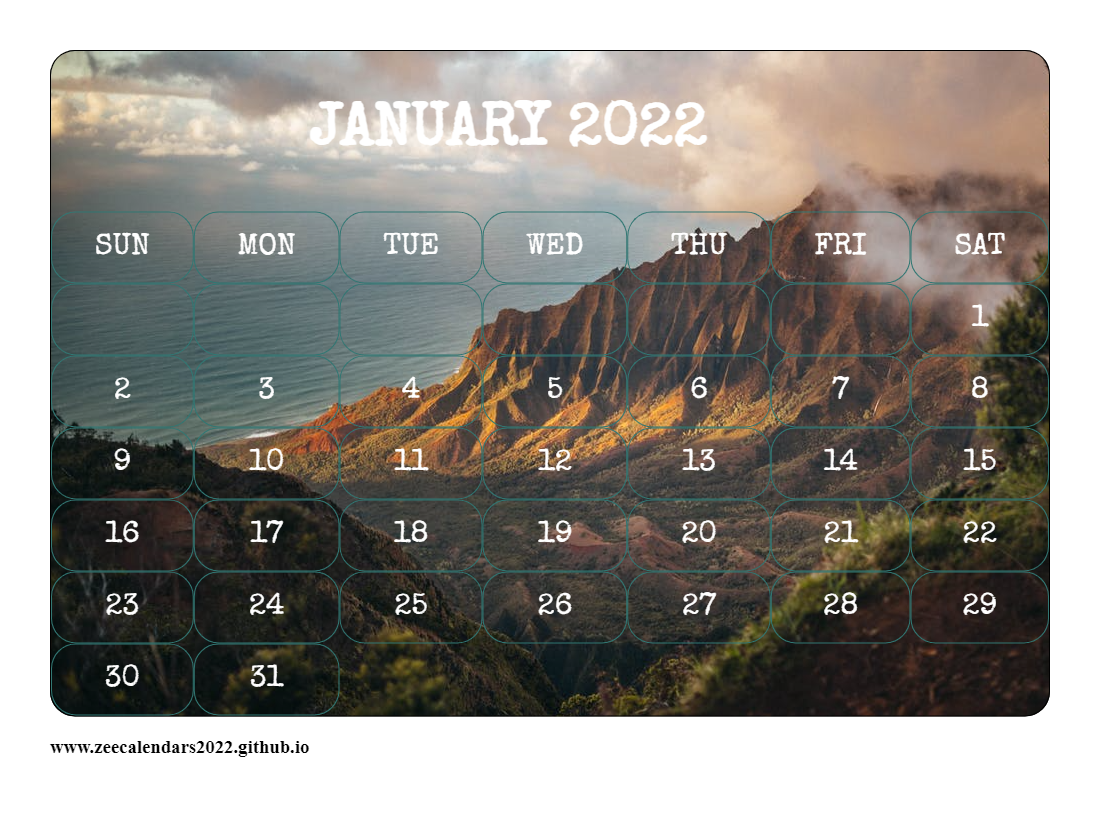 JANUARY 2022
SUN MON TUE WED THU FRI SAT
1
2 3 4 5 6 7 8
9 10 11 12 13 14 15
16 17 18 19 20 21 22
23 24 25 26 27 28 29
30 31
www.zeecalendars2022.github.io